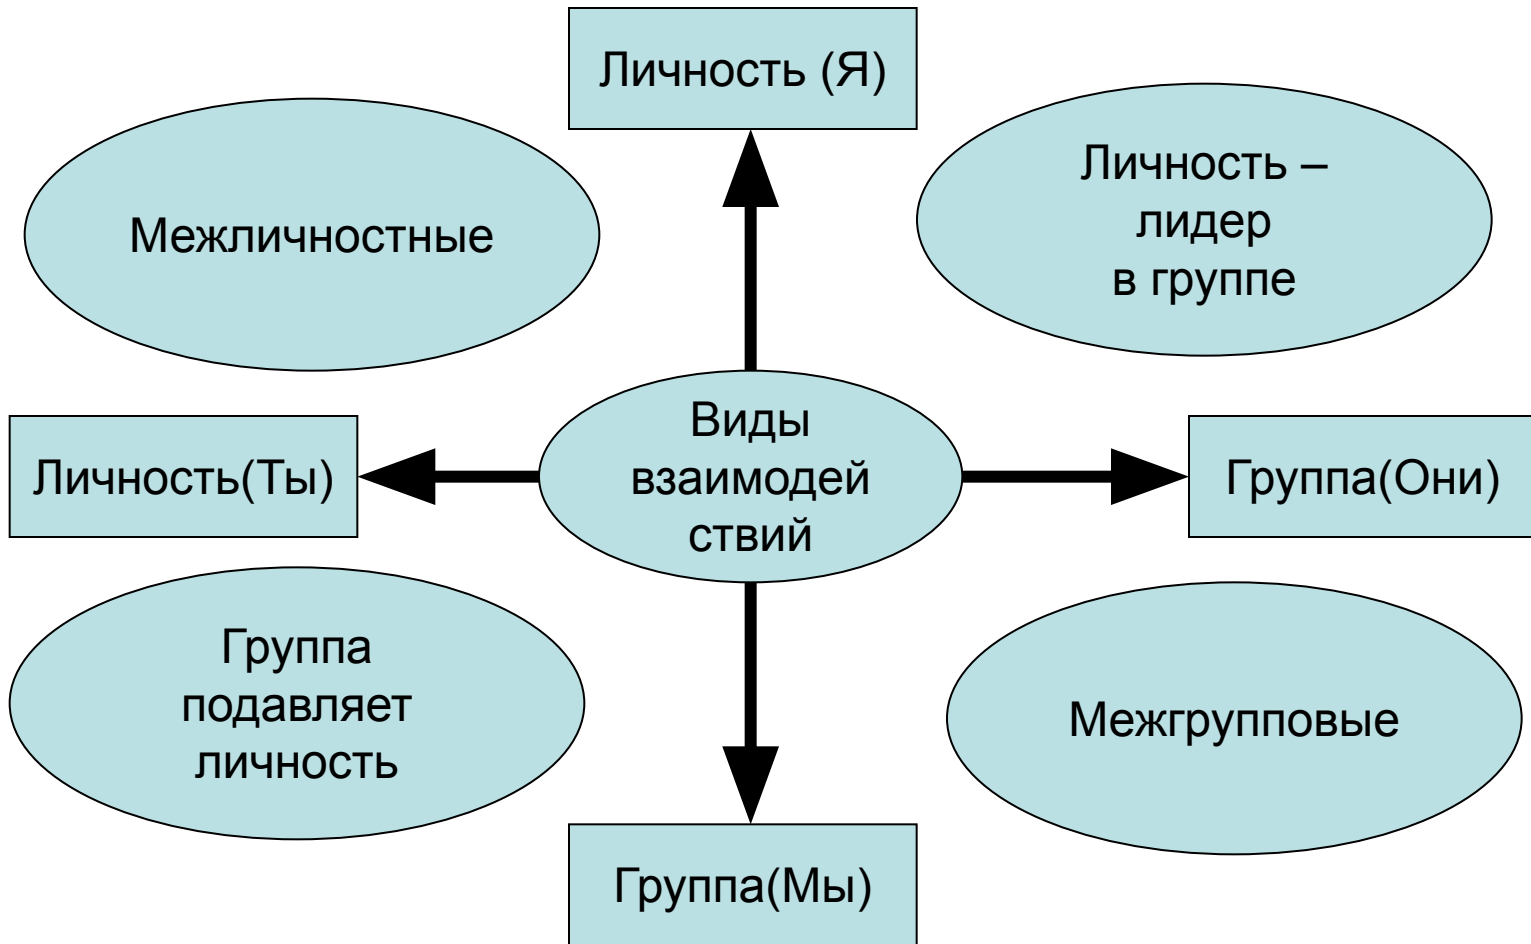 Личность (Я)
Межличностные
Личность –
лидер
в группе
Личность(Ты)
Виды
взаимодей
ствий
Группа(Они)
Группа
подавляет
личность
Межгрупповые
Группа(Мы)